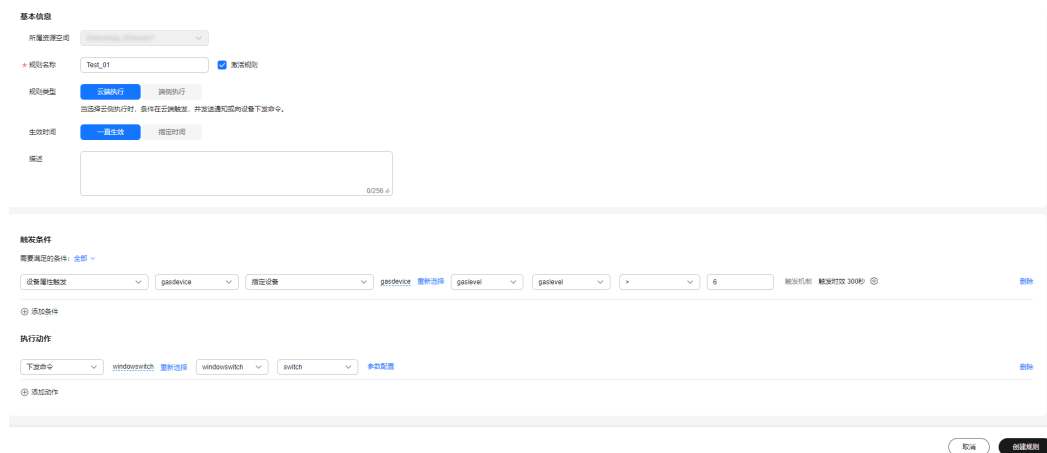 基本信息
所属资源空间
* 规则名称 Test_01 激活规则
规则类型 云端执行 端侧执行
当选择云侧执行时，条件在云端触发，并发送通知或向设备下发命令。
生效时间 一直生效 指定时间
描述
0/256
触发条件
需要满足的条件: 全部
设备属性触发 gasdevice 指定设备 gasdevice 重新选择 gaslevel gaslevel > 6 触发机制 触发时效 300秒 删除
添加条件
执行动作
下发命令 windowswitch 重新选择 windowswitch switch 参数配置 删除
添加动作
取消 创建规则